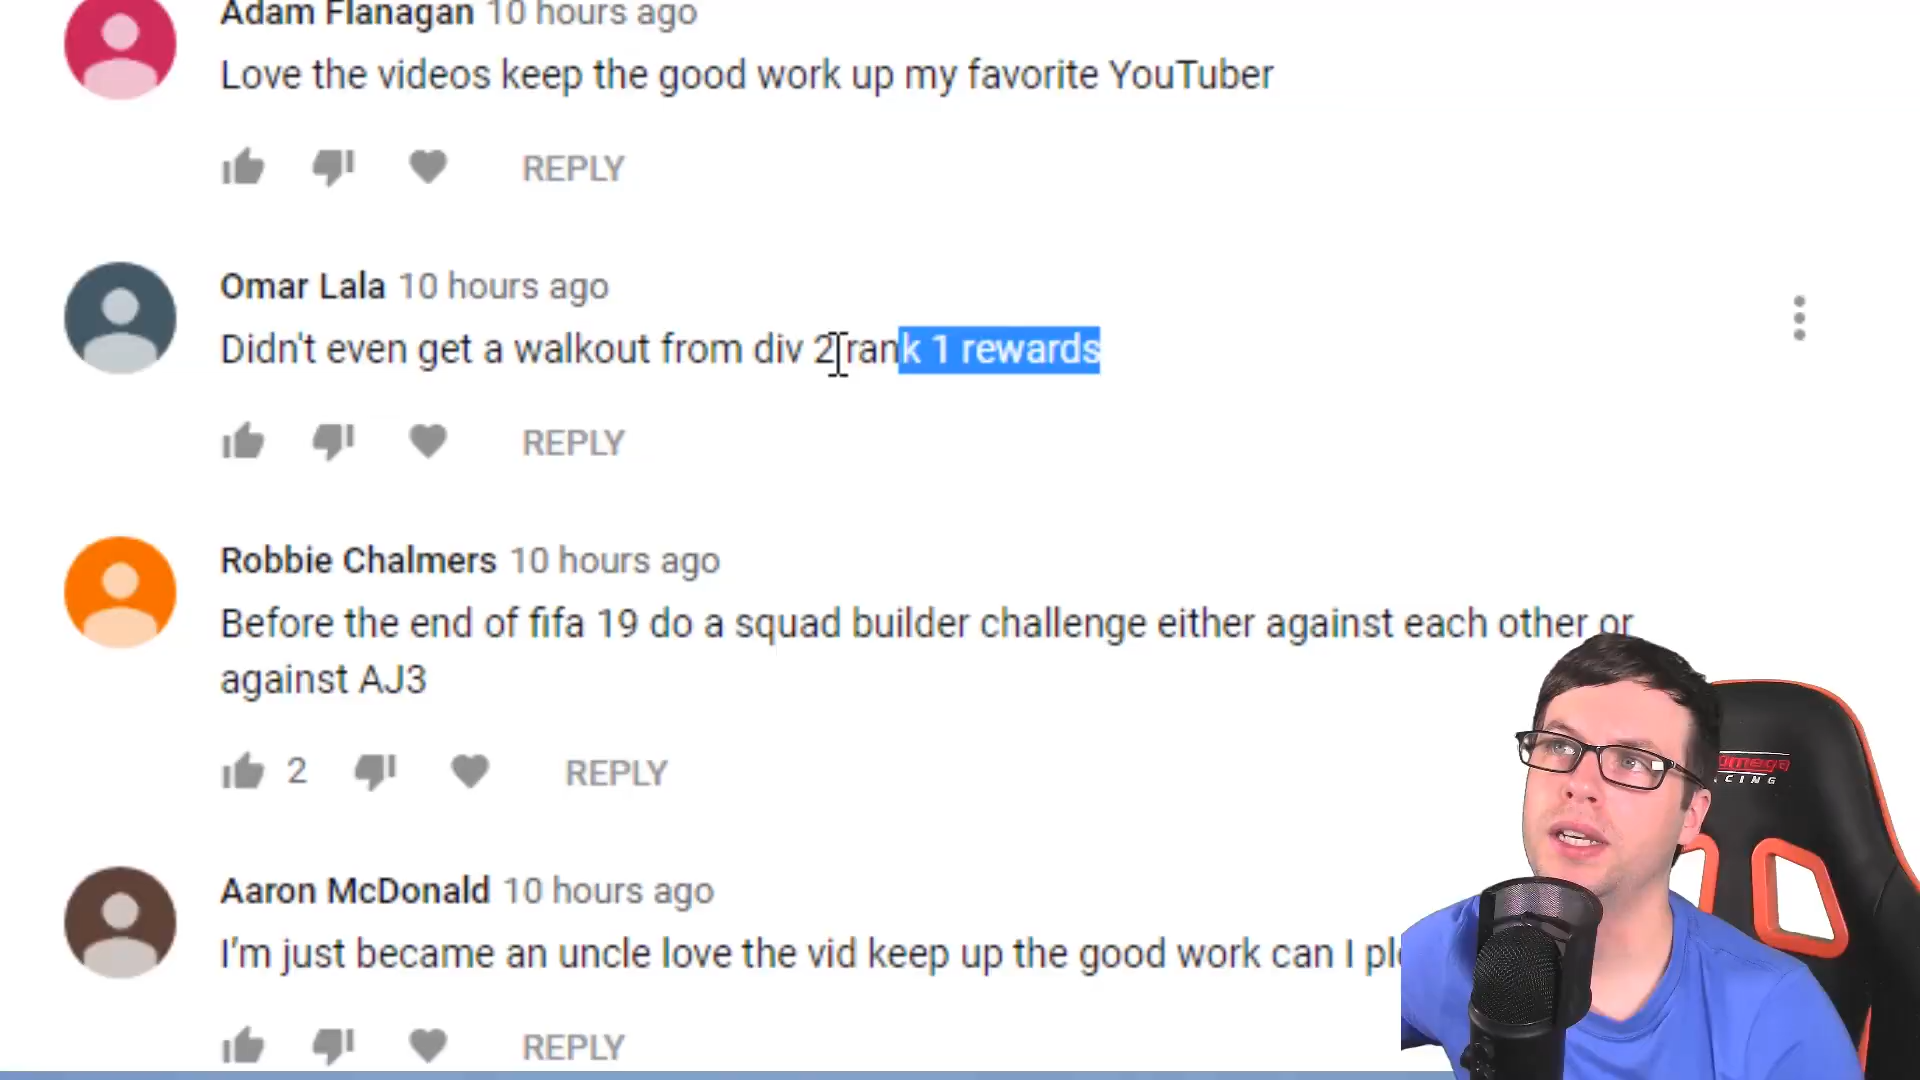 Adam Flanagan 10 hours ago
Love the videos keep the good work up my favorite YouTuber
REPLY
Omar Lala 10 hours ago
Didn't even get a walkout from div 2 rank 1 rewards
REPLY
Robbie Chalmers 10 hours ago
Before the end of fifa 19 do a squad builder challenge either against each other or
against AJ3
2 REPLY
omega
RACING
Aaron McDonald 10 hours ago
I'm just became an uncle love the vid keep up the good work can I
REPLY